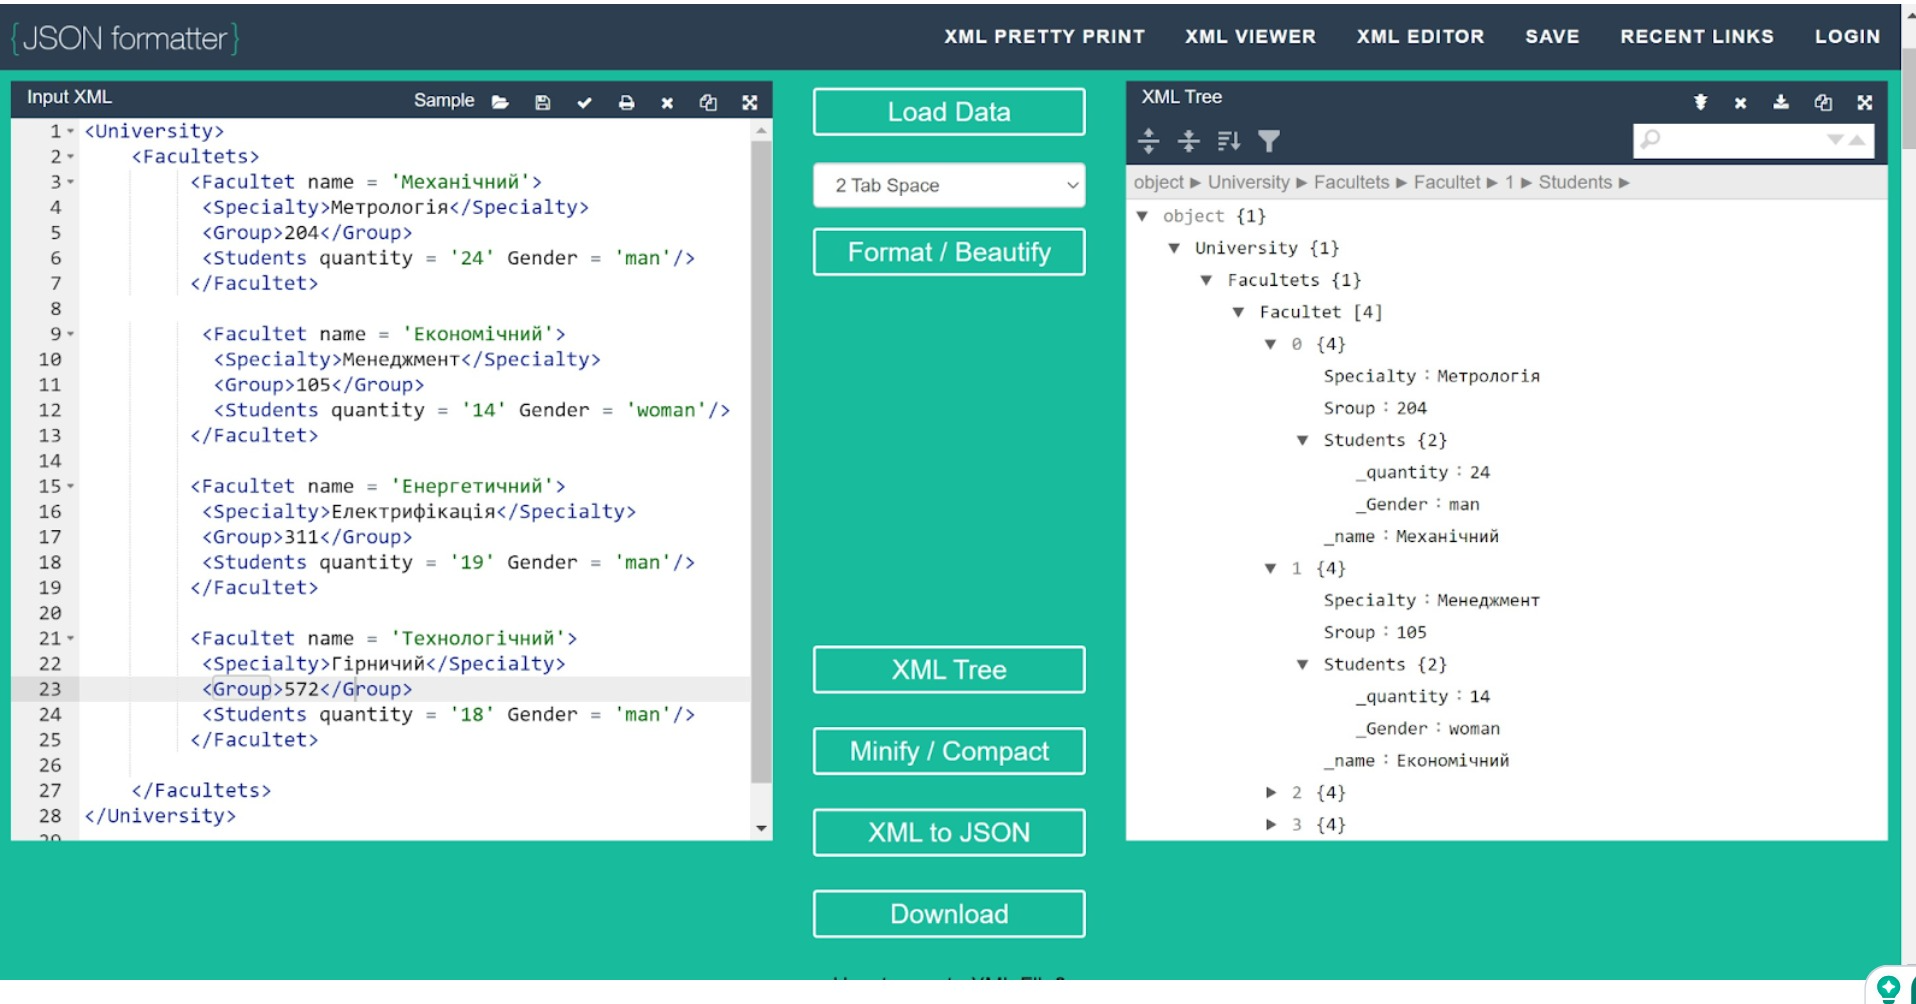 {JSON formatter}
XML PRETTY PRINT XML VIEWER XML EDITOR SAVE RECENT LINKS LOGIN
Input XML Sample
1 <University>
2 <Facultets>
3 <Facultet name = 'Механічний'>
4 <Specialty>Метрологія</Specialty>
5 <Group>204</Group>
6 <Students quantity = '24' Gender = 'man'/>
7 </Facultet>
8
9 <Facultet name = 'Економічний'>
10 <Specialty>Менеджмент</Specialty>
11 <Group>105</Group>
12 <Students quantity = '14' Gender = 'woman'/>
13 </Facultet>
14
15 <Facultet name = 'Енергетичний'>
16 <Specialty>Електрифікація</Specialty>
17 <Group>311</Group>
18 <Students quantity = '19' Gender = 'man'/>
19 </Facultet>
20
21 <Facultet name = 'Технологічний'>
22 <Specialty>Гірничий</Specialty>
23 <Group>572</Group>
24 <Students quantity = '18' Gender = 'man'/>
25 </Facultet>
26
27 </Facultets>
28 </University>
29
Load Data
2 Tab Space
Format / Beautify
XML Tree
Minify / Compact
XML to JSON
Download
XML Tree
object ► University ► Facultets ► Facultet ► 1 ► Students ►
▼ object {1}
▼ University {1}
▼ Facultets {1}
▼ Facultet [4]
▼ 0 {4}
Specialty : Метрологія
Sroup : 204
▼ Students {2}
_quantity : 24
_Gender : man
_name : Механічний
▼ 1 {4}
Specialty : Менеджмент
Sroup : 105
▼ Students {2}
_quantity : 14
_Gender : woman
_name : Економічний
► 2 {4}
► 3 {4}